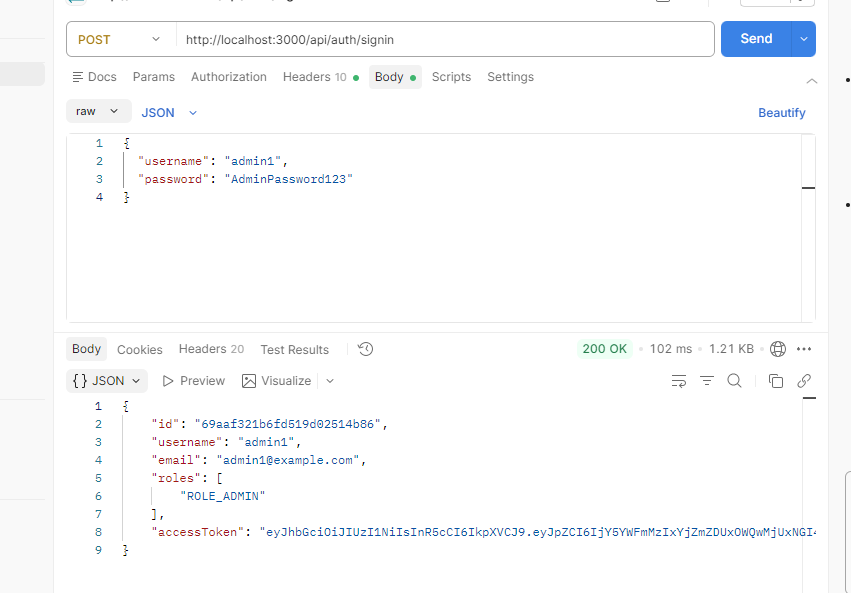 POST http://localhost:3000/api/auth/signin Send
Docs Params Authorization Headers 10 Body Scripts Settings
raw JSON Beautify
1 {
2 "username": "admin1",
3 "password": "AdminPassword123"
4 }
Body Cookies Headers 20 Test Results 200 OK • 102 ms • 1.21 KB •
{} JSON Preview Visualize
1 {
2 "id": "69aaf321b6fd519d02514b86",
3 "username": "admin1",
4 "email": "admin1@example.com",
5 "roles": [
6 "ROLE_ADMIN"
7 ],
8 "accessToken": "eyJhbGciOiJIUzI1NiIsInR5cCI6IkpXVCJ9.eyJpZCI6IjY5YWFmMzIxYjZmZDUxOWQwMjUxNGI4
9 }